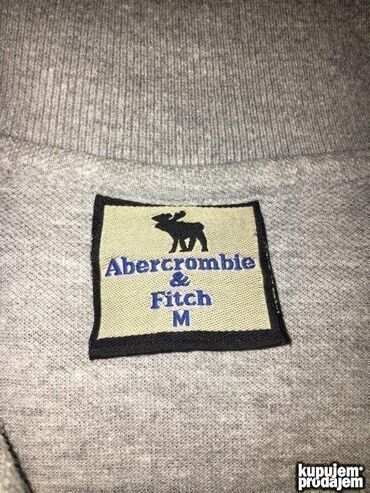 Abercrombie
&
Fitch
M
kupujem
prodajem